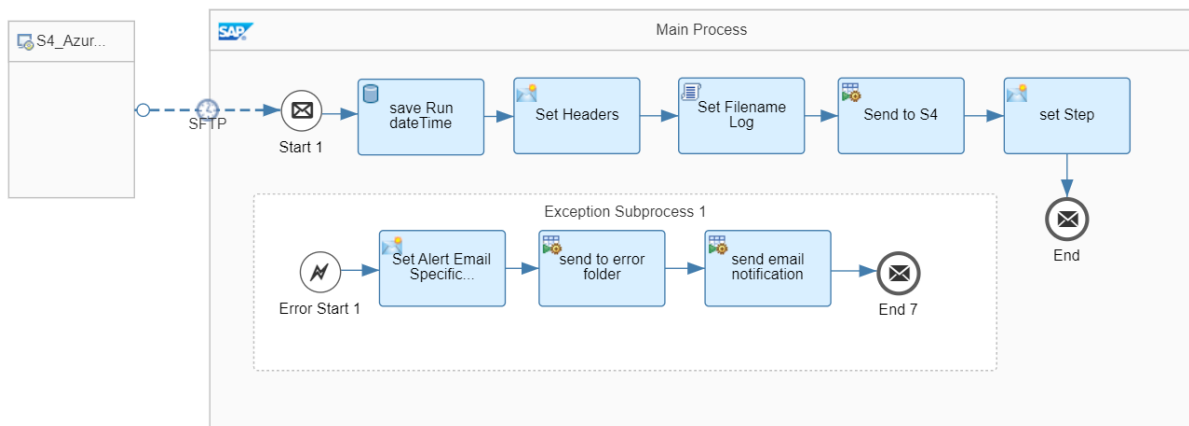 S4_Azur...
SAP
Main Process
SFTP
Start 1
save Run
dateTime
Set Headers
Set Filename
Log
Send to S4
set Step
End
Exception Subprocess 1
Error Start 1
Set Alert Email
Specific...
send to error
folder
send email
notification
End 7